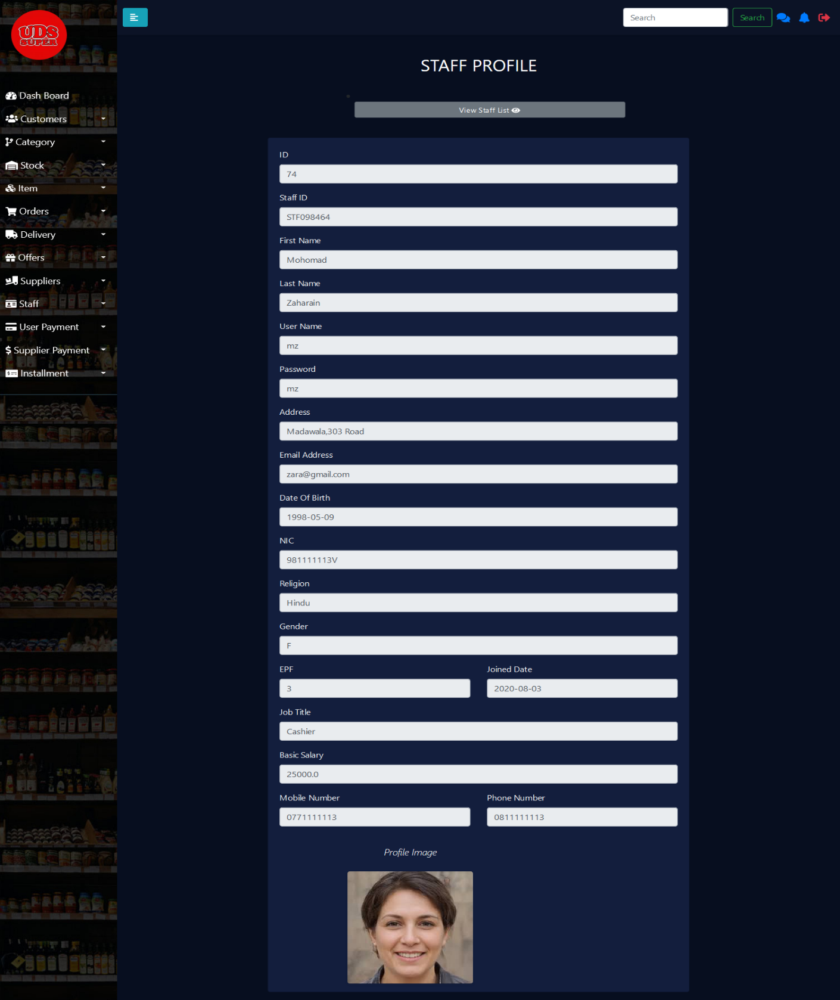 UDS
SUPER
Search
Search
Dash Board
Customers
Category
Stock
Item
Orders
Delivery
Offers
Suppliers
Staff
User Payment
Supplier Payment
Installment
STAFF PROFILE
View Staff List
ID
74
Staff ID
STF098464
First Name
Mohomad
Last Name
Zaharain
User Name
mz
Password
mz
Address
Madawala,303 Road
Email Address
zara@gmail.com
Date Of Birth
1998-05-09
NIC
981111113V
Religion
Hindu
Gender
F
EPF
Joined Date
3
2020-08-03
Job Title
Cashier
Basic Salary
25000.0
Mobile Number
Phone Number
0771111113
0811111113
Profile Image